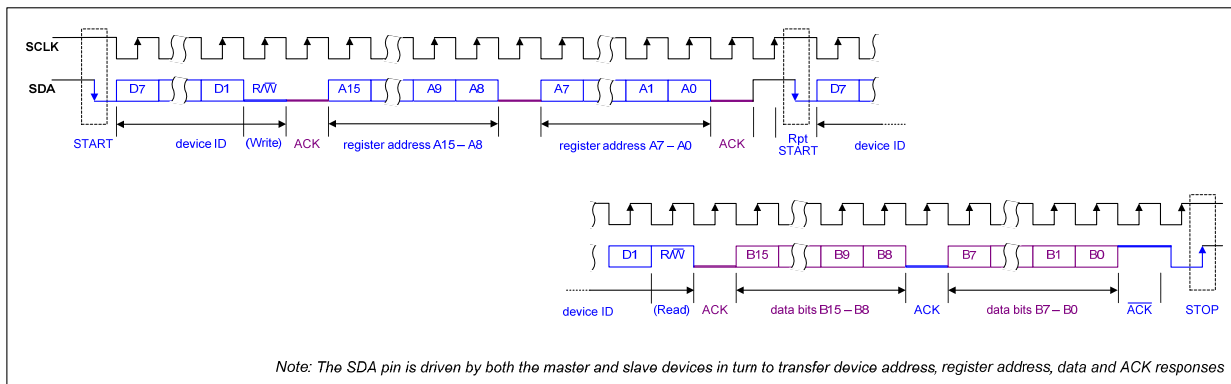 SCLK
SDA D7 D1 R/W̅ A15 A9 A8 A7 A1 A0 D7
START device ID (Write) ACK register address A15 – A8 register address A7 – A0 ACK Rpt START device ID
D1 R/W̅ B15 B9 B8 B7 B1 B0
device ID (Read) ACK data bits B15 – B8 ACK data bits B7 – B0 A̅C̅K̅ STOP
Note: The SDA pin is driven by both the master and slave devices in turn to transfer device address, register address, data and ACK responses